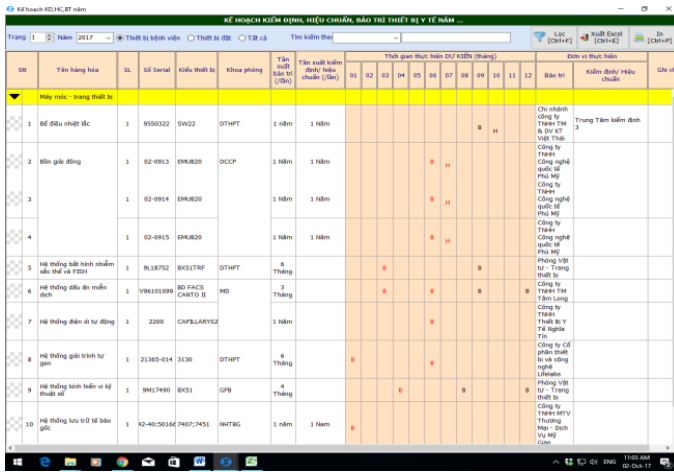 Kế hoạch KĐ,HC,BT năm
KẾ HOẠCH KIỂM ĐỊNH, HIỆU CHUẨN, BẢO TRÌ THIẾT BỊ Y TẾ NĂM ...
Trang 1 Năm 2017 Thiết bị bệnh viện Thiết bị đặt Tất cả Tìm kiếm theo Lọc [Ctrl+F] Xuất Excel [Ctrl+E] In [Ctrl+P]
Stt Tên hàng hóa SL Số Serial Kiểu thiết bị Khoa phòng Tần suất bảo trì (/lần) Tần suất kiểm định/ hiệu chuẩn (/lần) Thời gian thực hiện DỰ KIẾN (tháng) Đơn vị thực hiện
01 02 03 04 05 06 07 08 09 10 11 12 Bảo trì Kiểm định/ Hiệu chuẩn Ghi
Máy móc - trang thiết bị
1 Bể điều nhiệt lắc 1 9550322 SW22 DTHPT 1 năm 1 Năm B H Chi nhánh công ty TNHH TM & DV KT Việt Thái Trung Tâm kiểm định 3
2 Bồn giải đông 1 02-0913 EMUB20 DCCP 1 Năm 1 Năm B H Công ty TNHH Công nghệ quốc tế Phú Mỹ
3 1 02-0914 EMUB20 1 Năm 1 Năm B H Công ty TNHH Công nghệ quốc tế Phú Mỹ
4 1 02-0915 EMUB20 1 Năm 1 Năm B H Công ty TNHH Công nghệ quốc tế Phú Mỹ
5 Hệ thống bắt hình nhiễm sắc thể và FISH 1 9L18752 BX51TRF DTHPT 6 Tháng B B Phòng Vật tư - Trang thiết bị
6 Hệ thống dấu ấn miễn dịch 1 V96101099 BD FACS CANTO II MD 3 Tháng B B B B Công ty TNHH TM Tâm Long
7 Hệ thống điện di tự động 1 2200 CAPILLARYS2 1 Năm B Công ty TNHH Thiết Bị Y Tế Nghĩa Tín
8 Hệ thống giải trình tự gen 1 21365-014 3130 DTHPT 6 Tháng B B Công ty Cổ phần thiết bị và công nghệ Lifelabs
9 Hệ thống kính hiển vi kỹ thuật số 1 9M17490 BX51 GPB 4 Tháng B B B Phòng Vật tư - Trang thiết bị
10 Hệ thống lưu trữ tế bào gốc 1 42-40;50166 7407;7451 NHTBG 1 năm 1 Nam B Công ty TNHH MTV Thương Mại - Dịch Vụ Mỹ Giao
ENG 11:03 AM
02-Oct-17